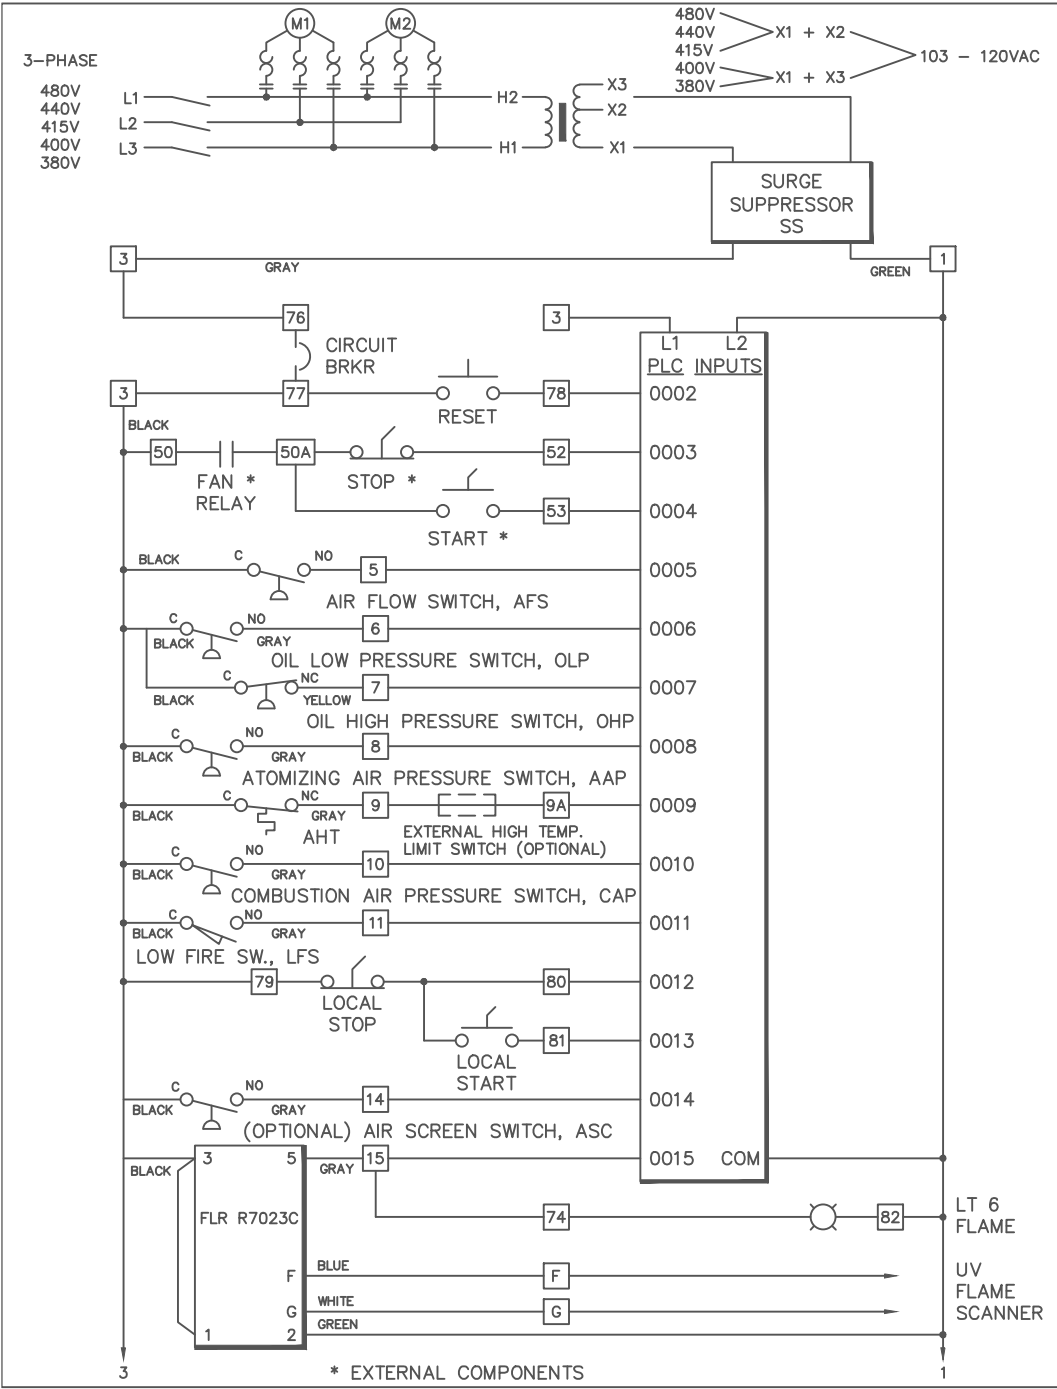 M1
M2
480V
440V
415V
400V
380V
X1 + X2
X1 + X3
103 – 120VAC
3–PHASE
480V
440V
415V
400V
380V
L1
L2
L3
H2
H1
X3
X2
X1
SURGE
SUPPRESSOR
SS
3
GRAY
GREEN
1
76
3
CIRCUIT
BRKR
L1
L2
PLC INPUTS
3
77
RESET
78
0002
BLACK
50
FAN *
RELAY
50A
STOP *
52
0003
START *
53
0004
BLACK
C
NO
5
0005
AIR FLOW SWITCH, AFS
C
NO
BLACK
GRAY
6
0006
OIL LOW PRESSURE SWITCH, OLP
C
NC
BLACK
YELLOW
7
0007
OIL HIGH PRESSURE SWITCH, OHP
C
NO
BLACK
GRAY
8
0008
ATOMIZING AIR PRESSURE SWITCH, AAP
C
NC
BLACK
GRAY
9
9A
0009
AHT
EXTERNAL HIGH TEMP.
LIMIT SWITCH (OPTIONAL)
C
NO
BLACK
GRAY
10
0010
COMBUSTION AIR PRESSURE SWITCH, CAP
C
NO
BLACK
GRAY
11
0011
LOW FIRE SW., LFS
79
LOCAL
STOP
80
0012
81
0013
LOCAL
START
C
NO
BLACK
GRAY
14
0014
(OPTIONAL) AIR SCREEN SWITCH, ASC
BLACK
3
5
GRAY
15
0015
COM
FLR R7023C
74
82
LT 6
FLAME
F
BLUE
F
UV
FLAME
SCANNER
G
WHITE
G
1
2
GREEN
3
* EXTERNAL COMPONENTS
1